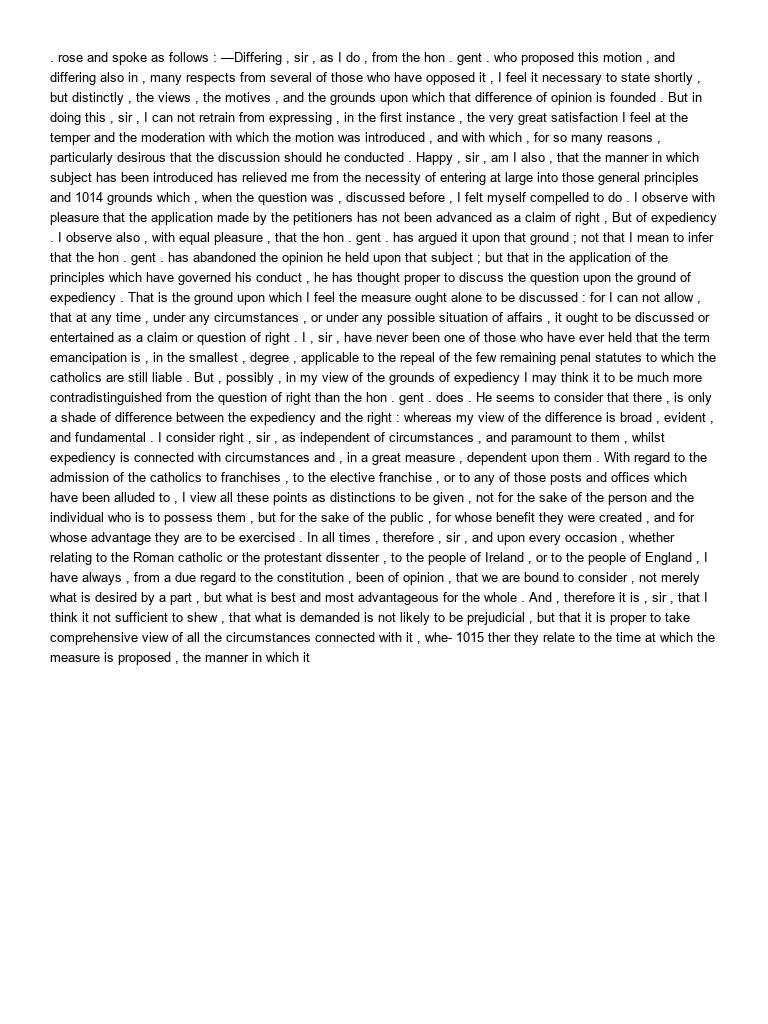 . rose and spoke as follows : —Differing , sir , as I do , from the hon . gent . who proposed this motion , and
differing also in , many respects from several of those who have opposed it , I feel it necessary to state shortly ,
but distinctly , the views , the motives , and the grounds upon which that difference of opinion is founded . But in
doing this , sir , I can not retrain from expressing , in the first instance , the very great satisfaction I feel at the
temper and the moderation with which the motion was introduced , and with which , for so many reasons ,
particularly desirous that the discussion should he conducted . Happy , sir , am I also , that the manner in which
subject has been introduced has relieved me from the necessity of entering at large into those general principles
and 1014 grounds which , when the question was , discussed before , I felt myself compelled to do . I observe with
pleasure that the application made by the petitioners has not been advanced as a claim of right , But of expediency
. I observe also , with equal pleasure , that the hon . gent . has argued it upon that ground ; not that I mean to infer
that the hon . gent . has abandoned the opinion he held upon that subject ; but that in the application of the
principles which have governed his conduct , he has thought proper to discuss the question upon the ground of
expediency . That is the ground upon which I feel the measure ought alone to be discussed : for I can not allow ,
that at any time , under any circumstances , or under any possible situation of affairs , it ought to be discussed or
entertained as a claim or question of right . I , sir , have never been one of those who have ever held that the term
emancipation is , in the smallest , degree , applicable to the repeal of the few remaining penal statutes to which the
catholics are still liable . But , possibly , in my view of the grounds of expediency I may think it to be much more
contradistinguished from the question of right than the hon . gent . does . He seems to consider that there , is only
a shade of difference between the expediency and the right : whereas my view of the difference is broad , evident ,
and fundamental . I consider right , sir , as independent of circumstances , and paramount to them , whilst
expediency is connected with circumstances and , in a great measure , dependent upon them . With regard to the
admission of the catholics to franchises , to the elective franchise , or to any of those posts and offices which
have been alluded to , I view all these points as distinctions to be given , not for the sake of the person and the
individual who is to possess them , but for the sake of the public , for whose benefit they were created , and for
whose advantage they are to be exercised . In all times , therefore , sir , and upon every occasion , whether
relating to the Roman catholic or the protestant dissenter , to the people of Ireland , or to the people of England , I
have always , from a due regard to the constitution , been of opinion , that we are bound to consider , not merely
what is desired by a part , but what is best and most advantageous for the whole . And , therefore it is , sir , that I
think it not sufficient to shew , that what is demanded is not likely to be prejudicial , but that it is proper to take
comprehensive view of all the circumstances connected with it , whe- 1015 ther they relate to the time at which the
measure is proposed , the manner in which it